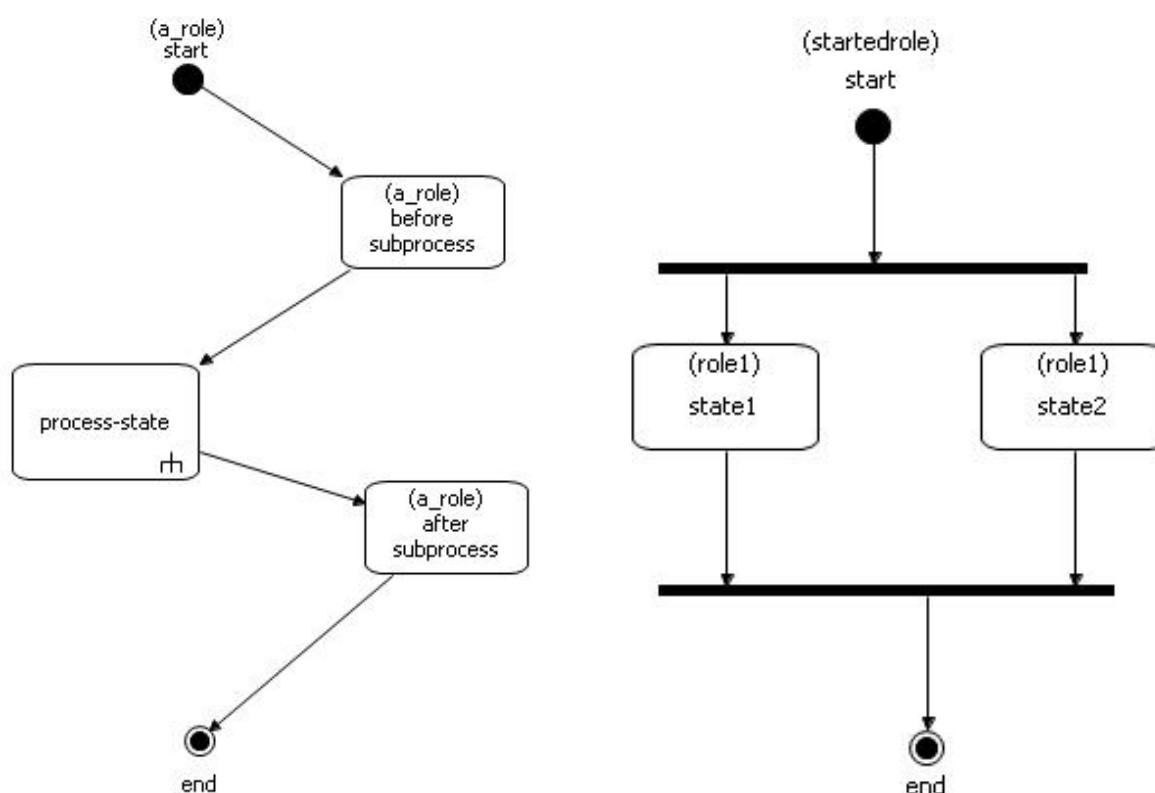 (a_role)
start
(a_role)
before
subprocess
process-state
(a_role)
after
subprocess
end
(startedrole)
start
(role1)
state1
(role1)
state2
end